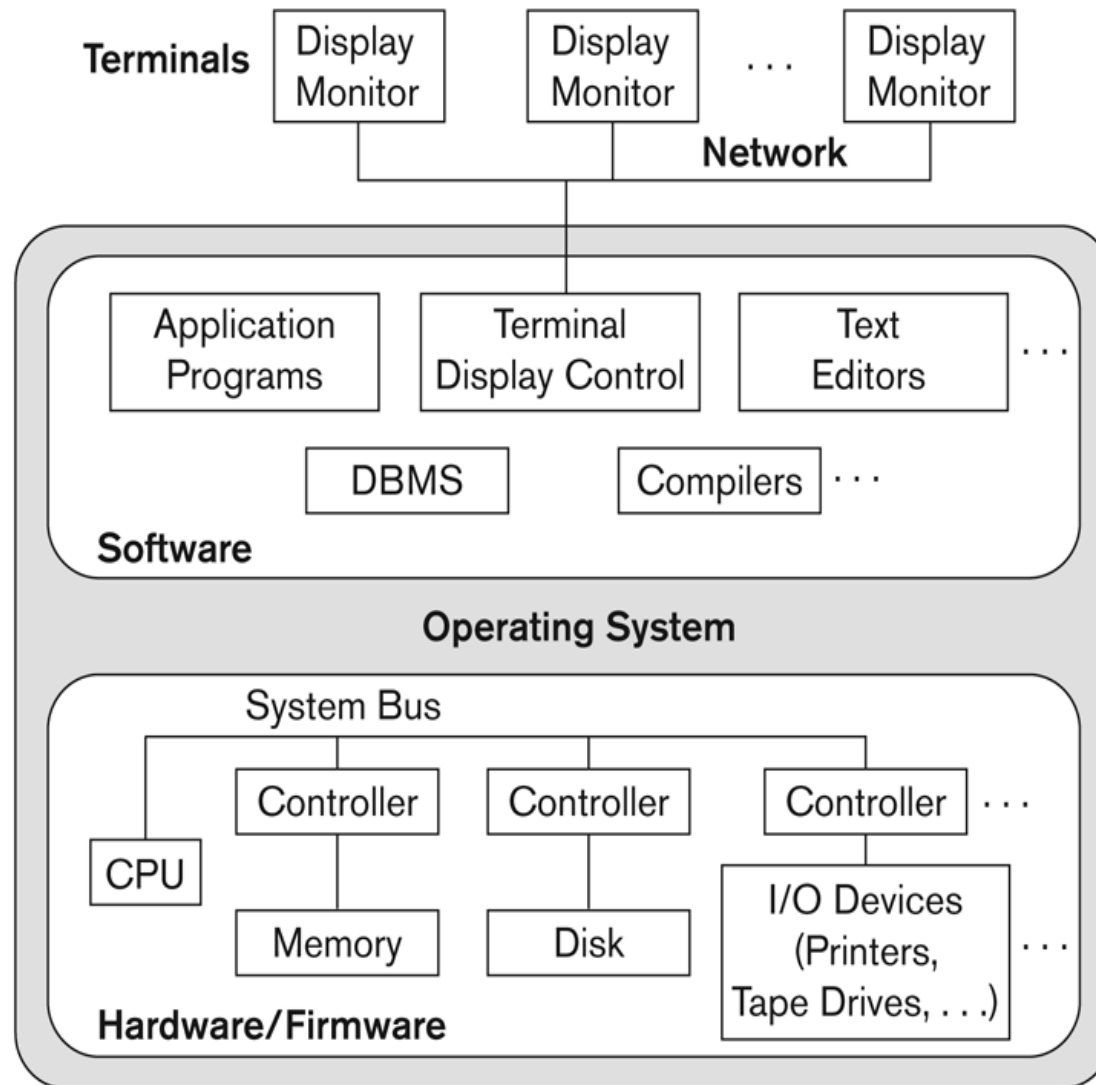 Terminals
Display
Monitor
Display
Monitor
. . .
Display
Monitor
Network
Application
Programs
Terminal
Display Control
Text
Editors
. . .
DBMS
Compilers
. . .
Software
Operating System
System Bus
Controller
Controller
Controller
. . .
CPU
Memory
Disk
I/O Devices
(Printers,
Tape Drives, . . .)
. . .
Hardware/Firmware